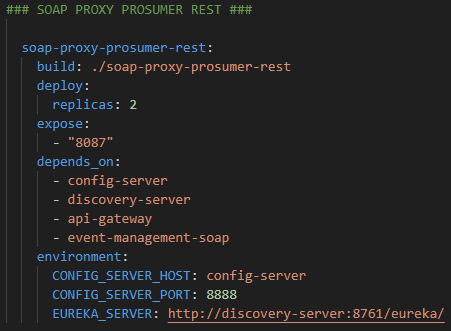 ### SOAP PROXY PROSUMER REST ###
soap-proxy-prosumer-rest:
build: ./soap-proxy-prosumer-rest
deploy:
replicas: 2
expose:
- "8087"
depends_on:
- config-server
- discovery-server
- api-gateway
- event-management-soap
environment:
CONFIG_SERVER_HOST: config-server
CONFIG_SERVER_PORT: 8888
EUREKA_SERVER: http://discovery-server:8761/eureka/